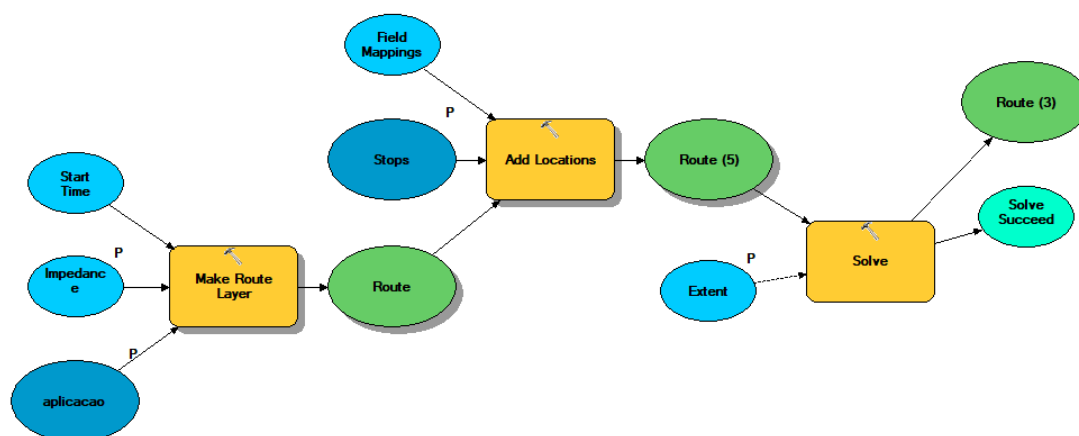 Field
Mappings
P
Stops
Add Locations
Route (5)
Route (3)
Solve
Succeed
Solve
P
Extent
Start
Time
P
Impedanc
e
Make Route
Layer
Route
P
aplicacao